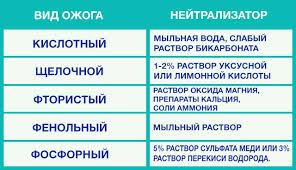 ВИД ОЖОГА
НЕЙТРАЛИЗАТОР
КИСЛОТНЫЙ
МЫЛЬНАЯ ВОДА, СЛАБЫЙ
РАСТВОР БИКАРБОНАТА
ЩЕЛОЧНОЙ
1-2% РАСТВОР УКСУСНОЙ
ИЛИ ЛИМОННОЙ КИСЛОТЫ
ФТОРИСТЫЙ
РАСТВОР ОКСИДА МАГНИЯ,
ПРЕПАРАТЫ КАЛЬЦИЯ,
СОЛИ АММОНИЯ
ФЕНОЛЬНЫЙ
МЫЛЬНЫЙ РАСТВОР
ФОСФОРНЫЙ
5% РАСТВОР СУЛЬФАТА МЕДИ ИЛИ 3%
РАСТВОР ПЕРЕКИСИ ВОДОРОДА.